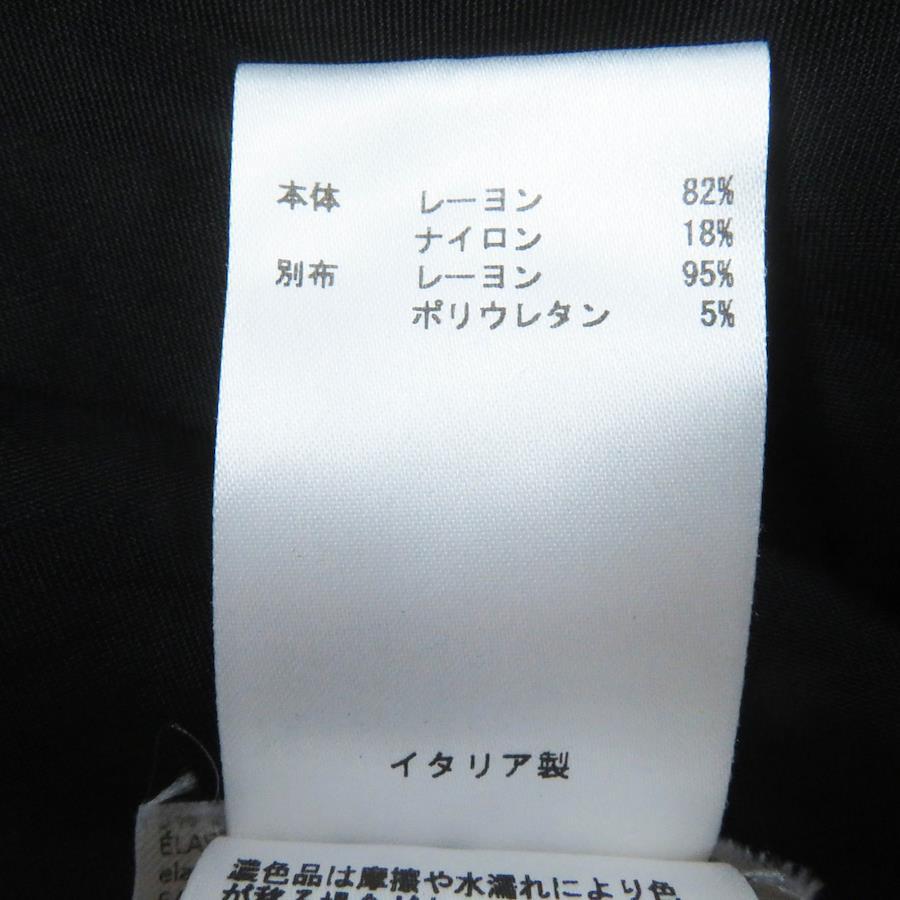 本体 レーヨン 82%
ナイロン 18%
別布 レーヨン 95%
ポリウレタン 5%
イタリア製
濃色品は摩擦や水濡れにより色